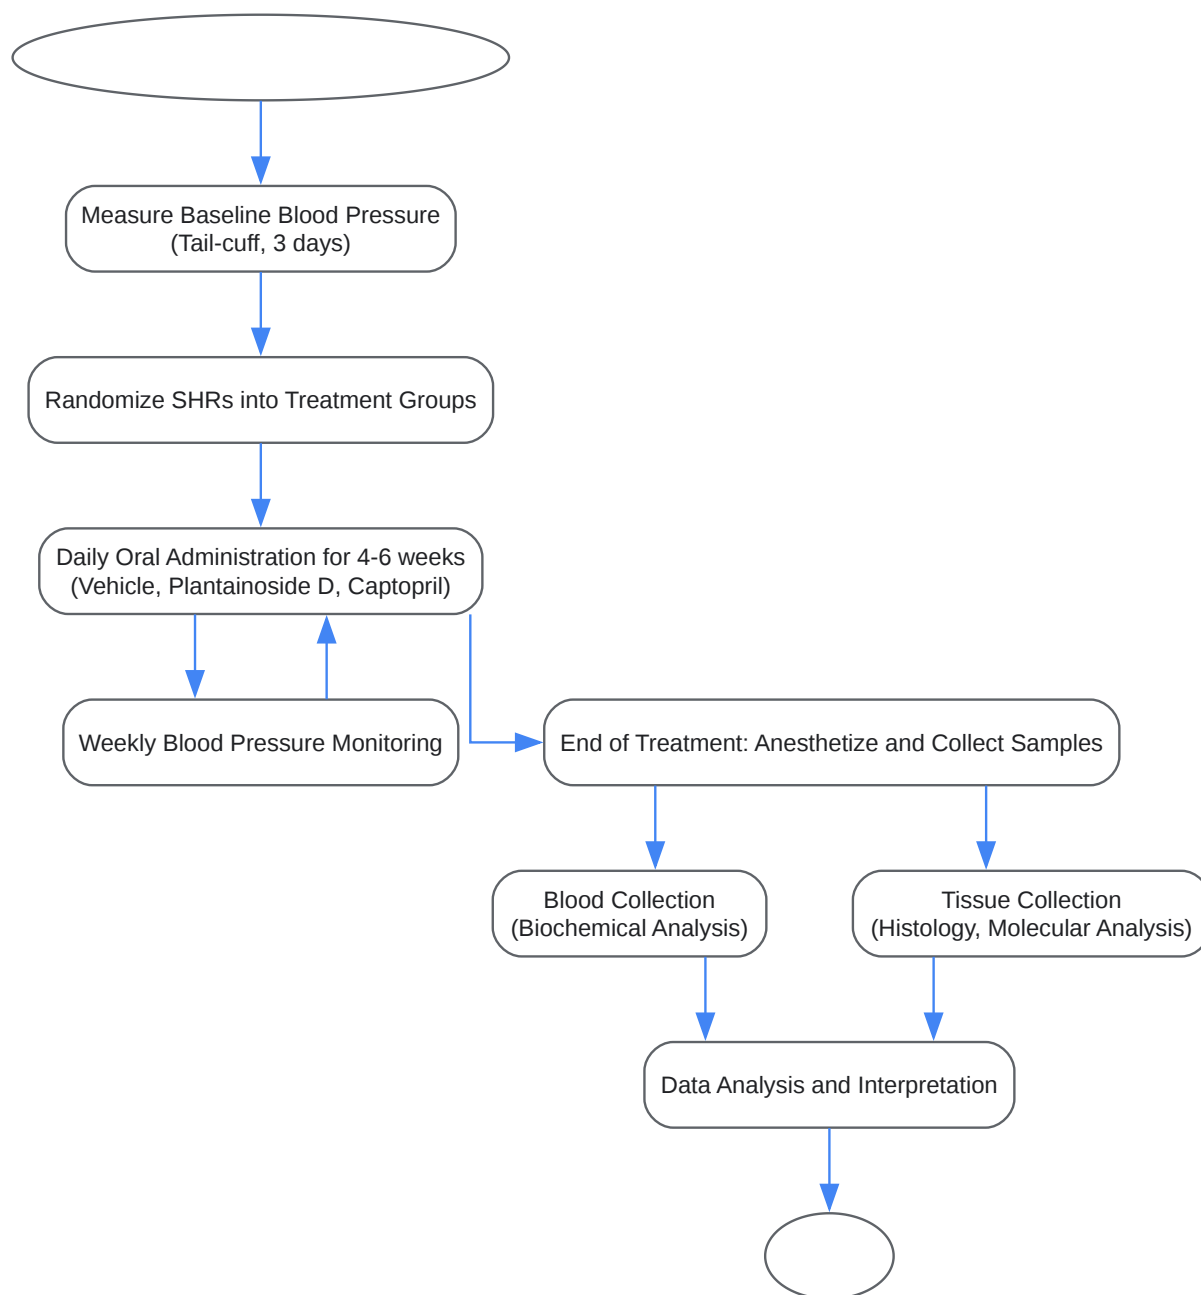 Measure Baseline Blood Pressure
(Tail-cuff, 3 days)
Randomize SHRs into Treatment Groups
Daily Oral Administration for 4-6 weeks
(Vehicle, Plantainoside D, Captopril)
Weekly Blood Pressure Monitoring
End of Treatment: Anesthetize and Collect Samples
Blood Collection
(Biochemical Analysis)
Tissue Collection
(Histology, Molecular Analysis)
Data Analysis and Interpretation